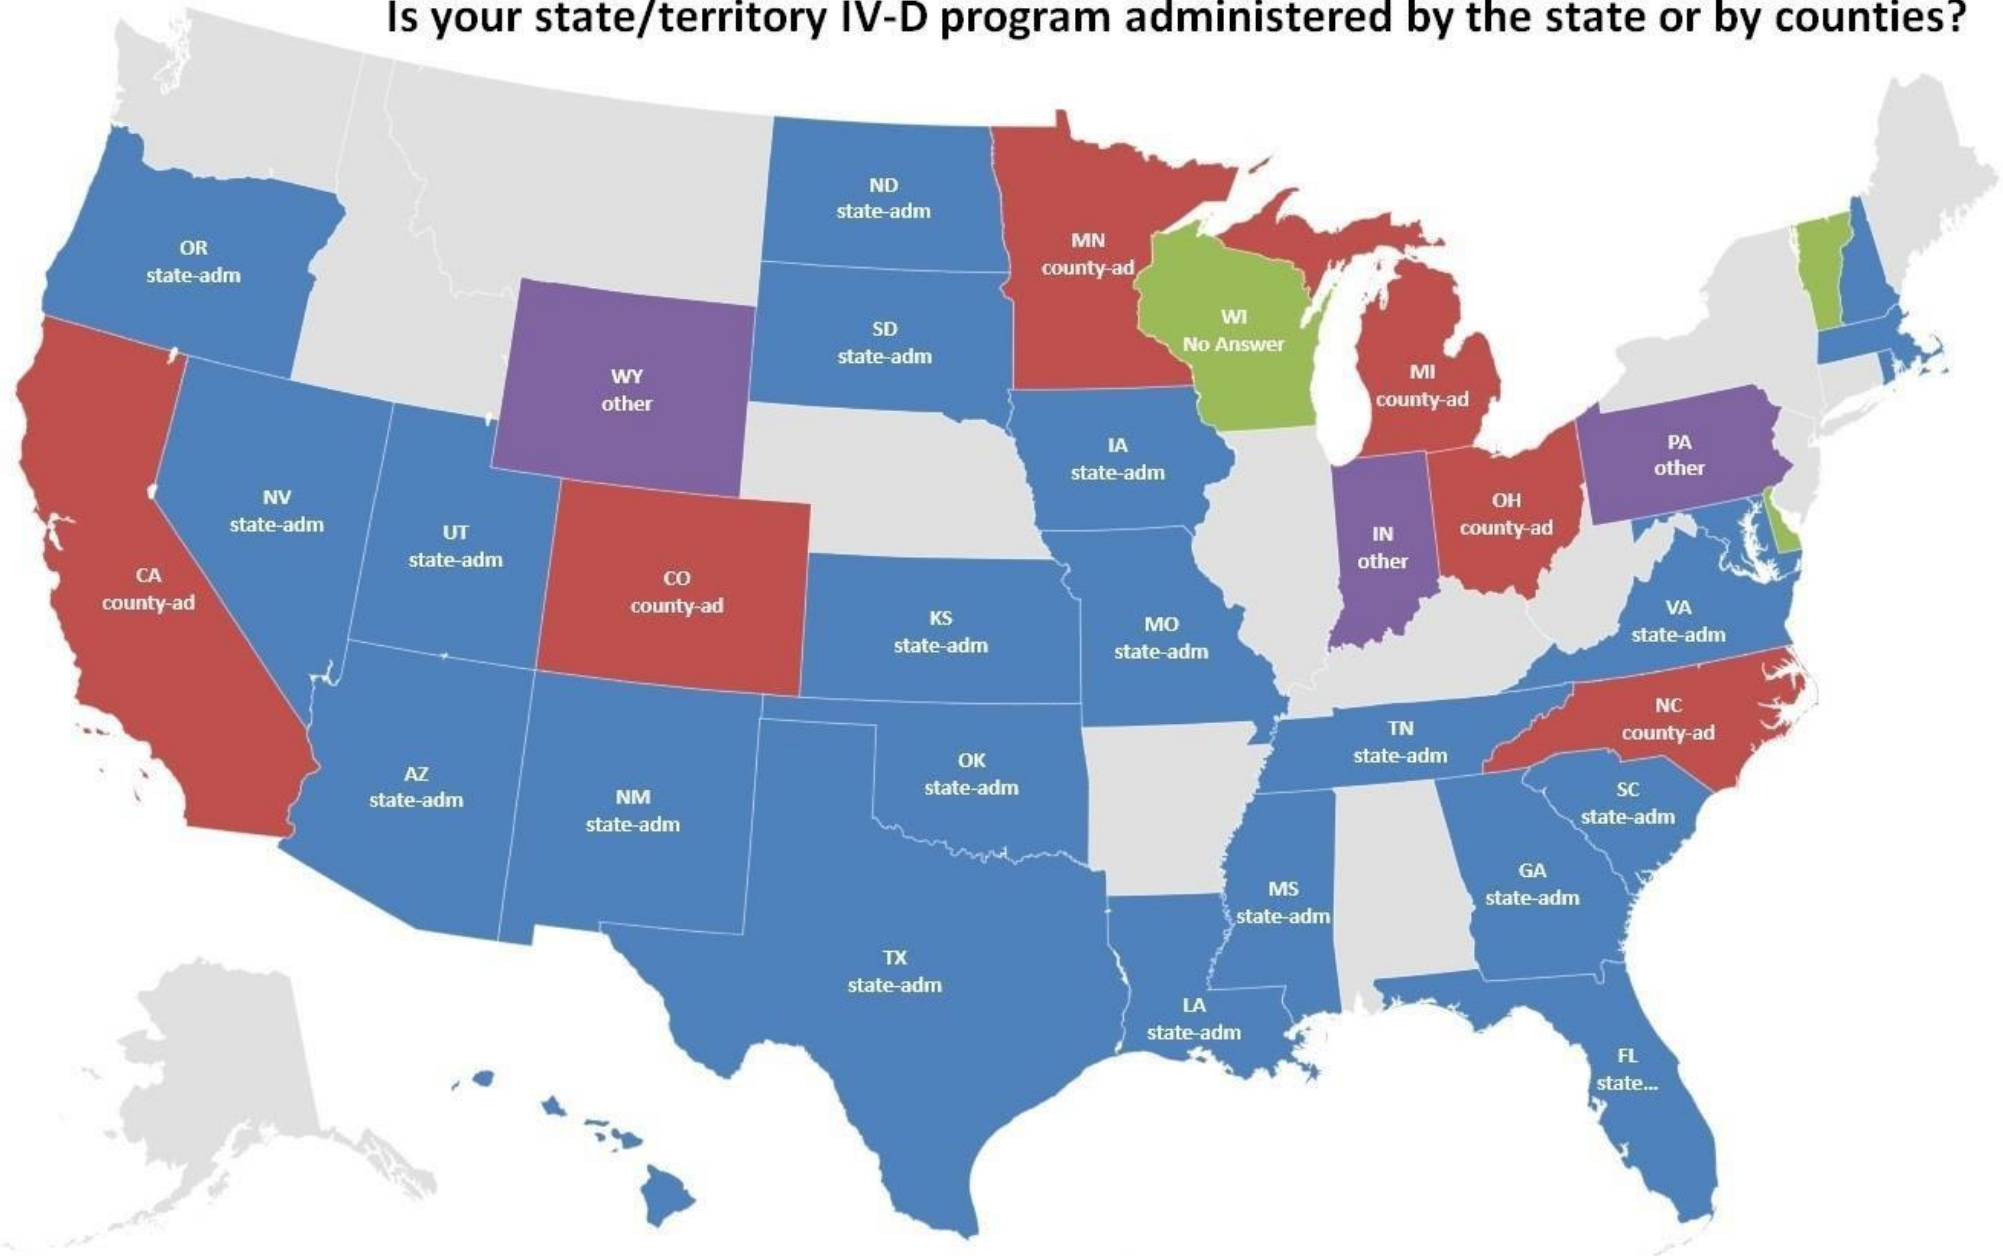 Is your state/territory IV-D program administered by the state or by counties?
ND
state-adm
MN
county-ad
OR
state-adm
WI
No Answer
SD
state-adm
MI
county-ad
WY
other
IA
state-adm
PA
other
NV
state-adm
OH
county-ad
UT
state-adm
IN
other
CA
county-ad
CO
county-ad
VA
state-adm
KS
state-adm
MO
state-adm
NC
county-ad
TN
state-adm
OK
state-adm
AZ
state-adm
SC
state-adm
NM
state-adm
GA
state-adm
MS
state-adm
TX
state-adm
LA
state-adm
FL
state...